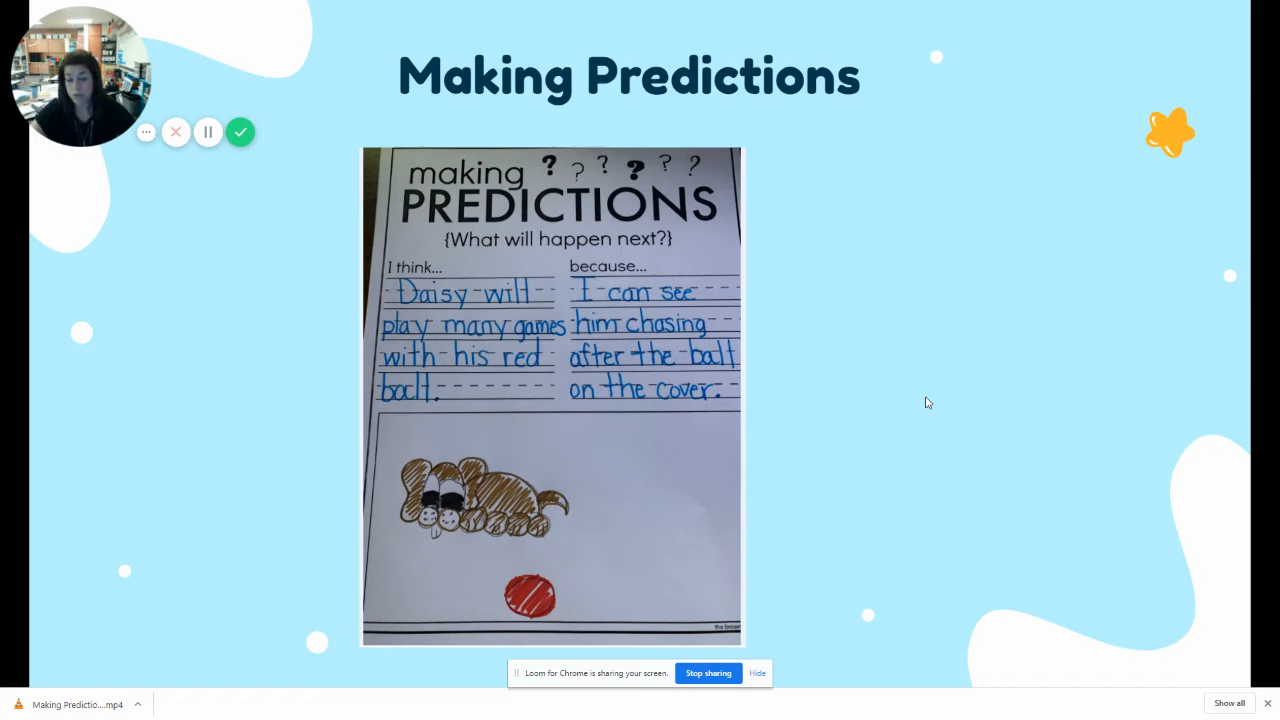 Making Predictions
making ? ? ? ? ? ?
PREDICTIONS
{What will happen next?}
I think... because...
Daisy will I can see
play many games him chasing
with his red after the ball
ball. on the cover.
Loom for Chrome is sharing your screen. Stop sharing Hide
Making Predictio....mp4 Show all